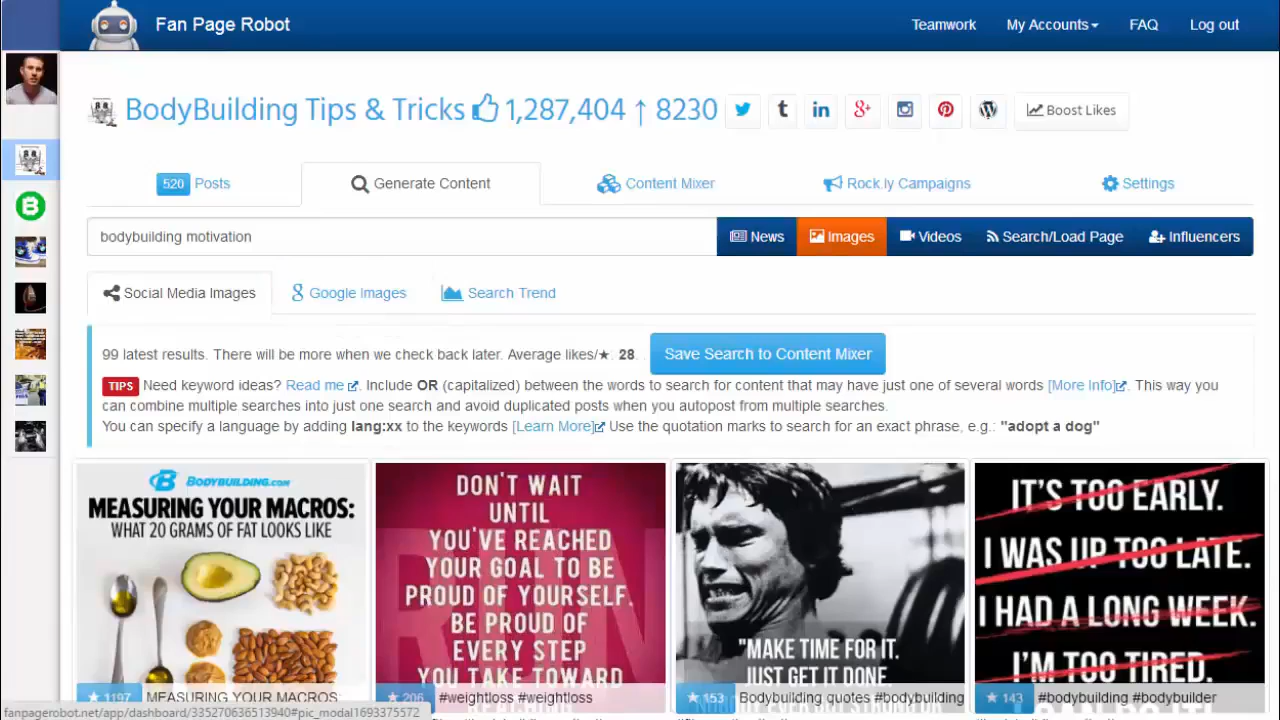 Fan Page Robot
Teamwork My Accounts FAQ Log out
BodyBuilding Tips & Tricks 1,287,404 ↑ 8230 Boost Likes
520 Posts Generate Content Content Mixer Rock.ly Campaigns Settings
bodybuilding motivation News Images Videos Search/Load Page Influencers
Social Media Images Google Images Search Trend
99 latest results. There will be more when we check back later. Average likes/★. 28. Save Search to Content Mixer
TIPS Need keyword ideas? Read me. Include OR (capitalized) between the words to search for content that may have just one of several words [More Info]. This way you
can combine multiple searches into just one search and avoid duplicated posts when you autopost from multiple searches.
You can specify a language by adding lang:xx to the keywords [Learn More] Use the quotation marks to search for an exact phrase, e.g.: "adopt a dog"
B BODYBUILDING.COM
MEASURING YOUR MACROS:
WHAT 20 GRAMS OF FAT LOOKS LIKE
★ 1197 MEASURING YOUR MACROS:
DON'T WAIT
UNTIL
YOU'VE REACHED
YOUR GOAL TO BE
PROUD OF YOURSELF.
BE PROUD OF
EVERY STEP
YOU TAKE TOWARD
★ 206 #weightloss #weightloss
"MAKE TIME FOR IT.
JUST GET IT DONE.
★ 153 Bodybuilding quotes #bodybuilding
IT'S TOO EARLY.
I WAS UP TOO LATE.
I HAD A LONG WEEK.
I'M TOO TIRED.
★ 143 #bodybuilding #bodybuilder
fanpagerobot.net/app/dashboard/335270636513940#pic_modal1693375572